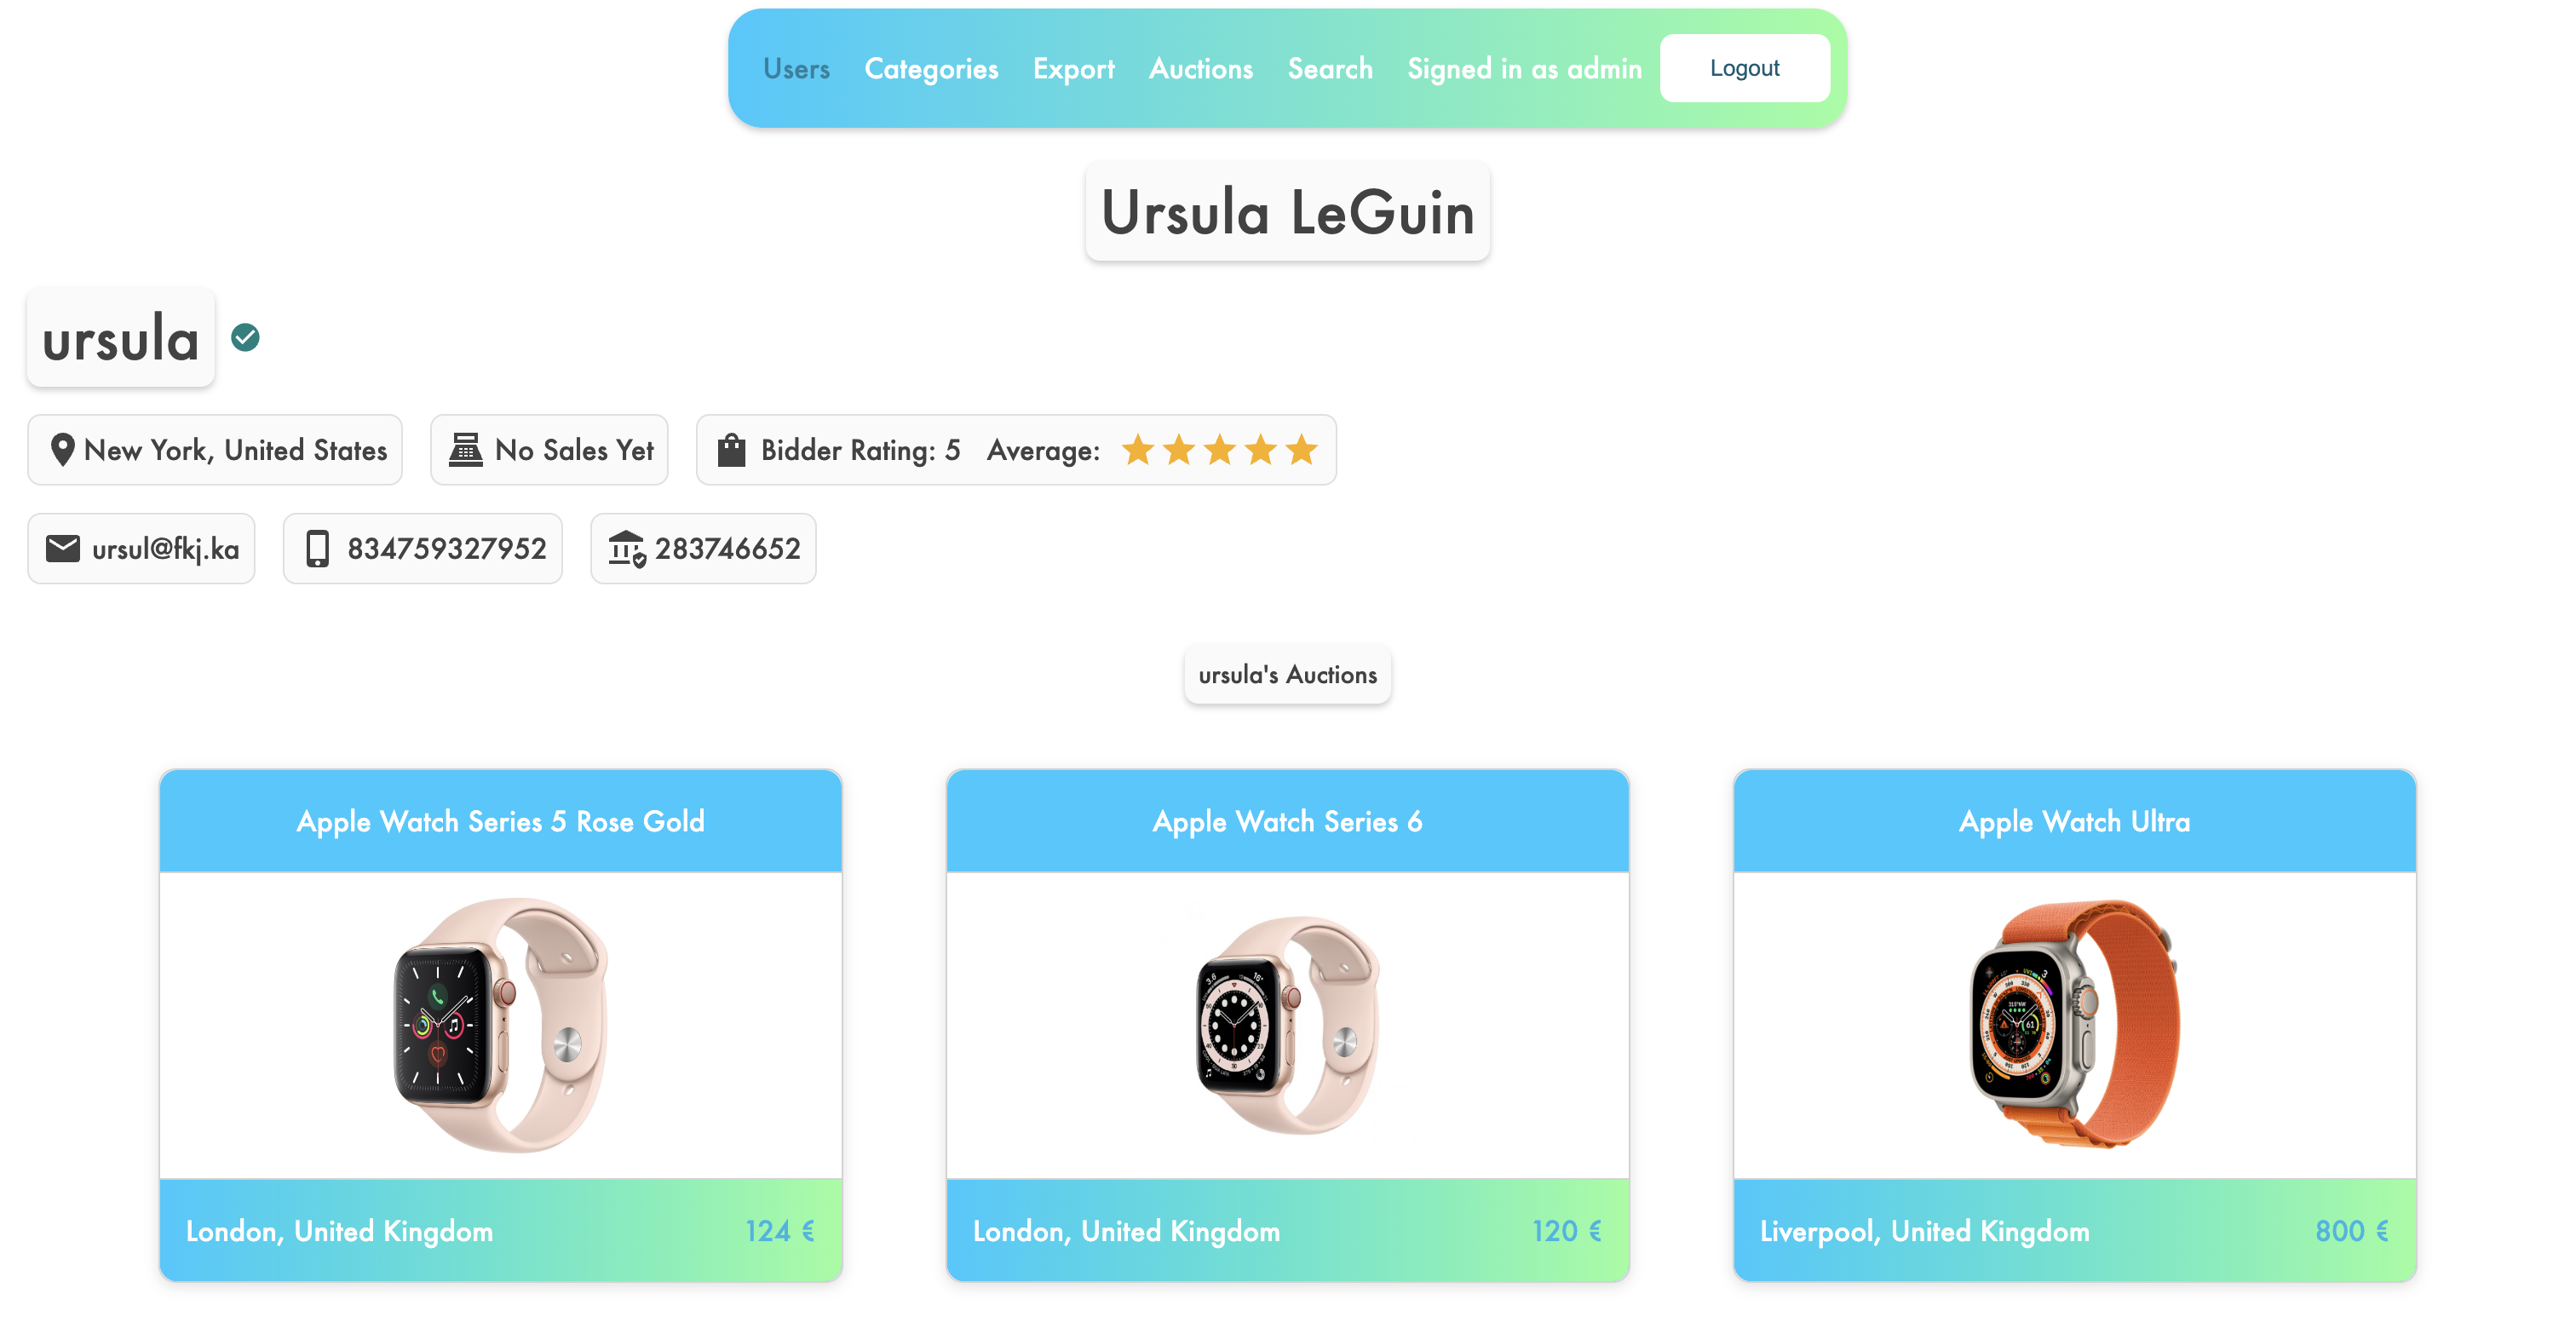 Users Categories Export Auctions Search Signed in as admin Logout
Ursula LeGuin
ursula
New York, United States No Sales Yet Bidder Rating: 5 Average:
ursul@fkj.ka 834759327952 283746652
ursula's Auctions
Apple Watch Series 5 Rose Gold
Apple Watch Series 6
Apple Watch Ultra
London, United Kingdom 124 €
London, United Kingdom 120 €
Liverpool, United Kingdom 800 €